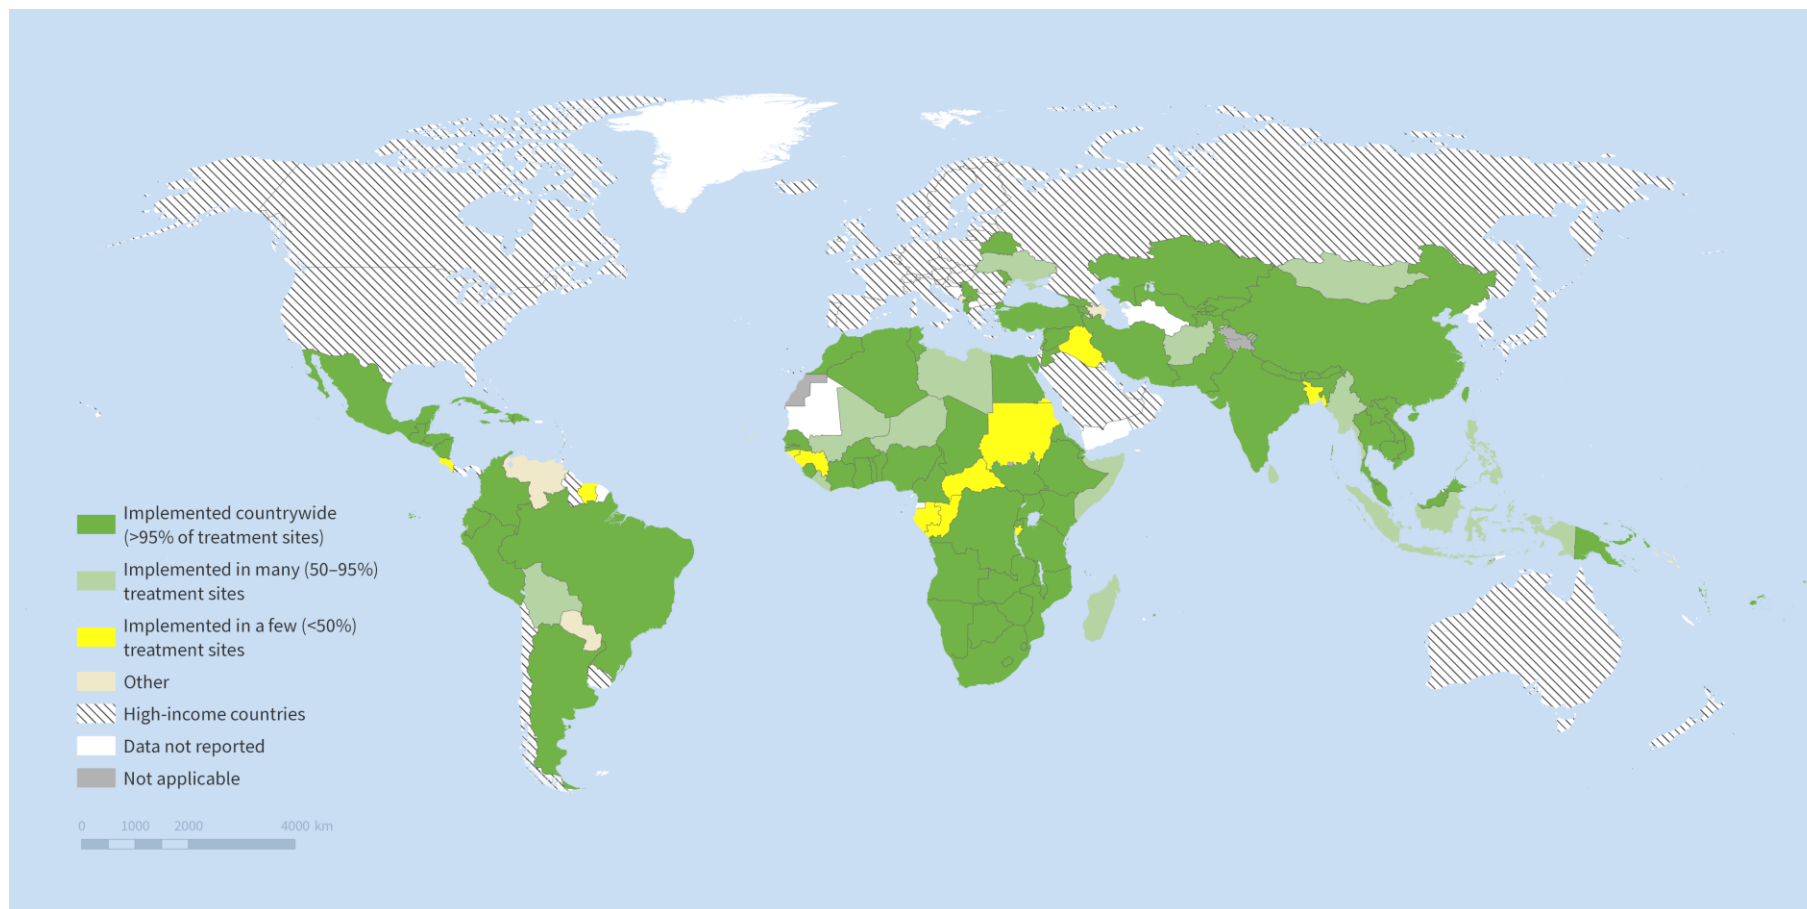 Implemented countrywide
(>95% of treatment sites)
Implemented in many (50–95%)
treatment sites
Implemented in a few (<50%)
treatment sites
Other
High-income countries
Data not reported
Not applicable
0 1000 2000 4000 km